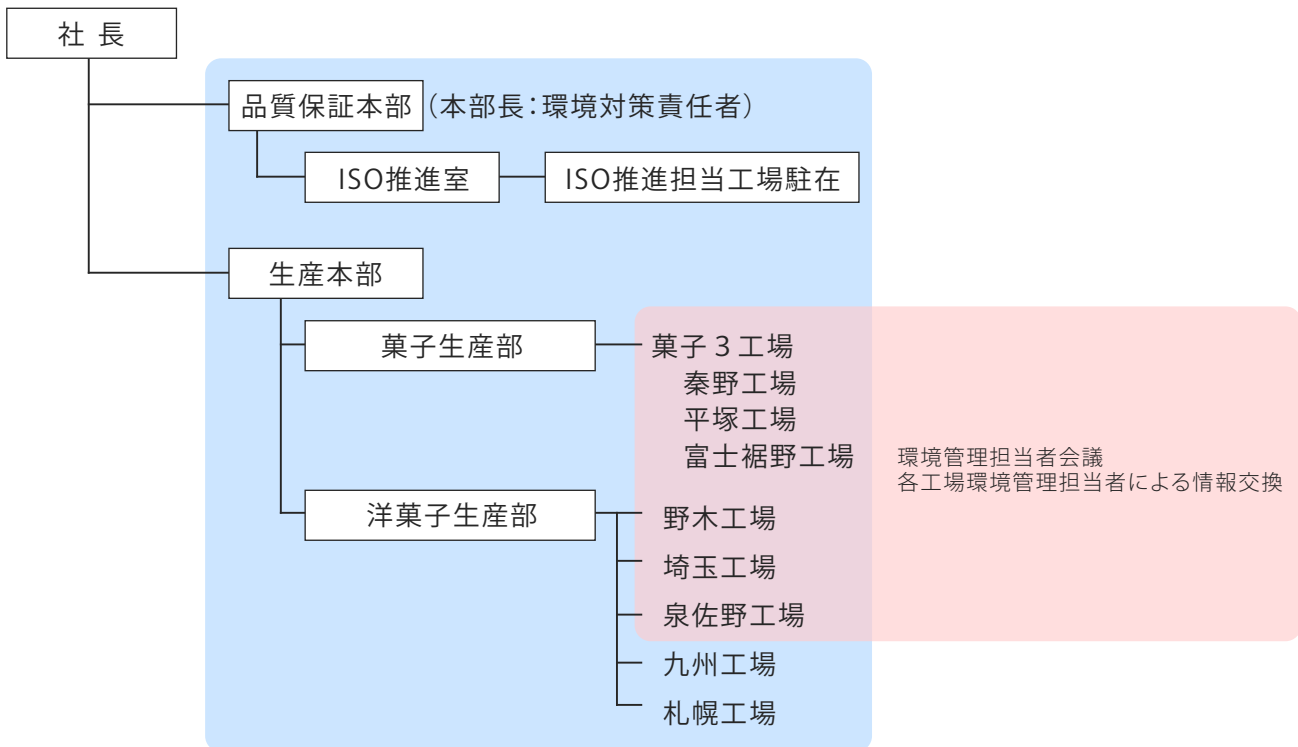 社 長
品質保証本部（本部長：環境対策責任者）
ISO推進室
ISO推進担当工場駐在
生産本部
菓子生産部
菓子３工場
秦野工場
平塚工場
富士裾野工場
環境管理担当者会議
各工場環境管理担当者による情報交換
洋菓子生産部
野木工場
埼玉工場
泉佐野工場
九州工場
札幌工場